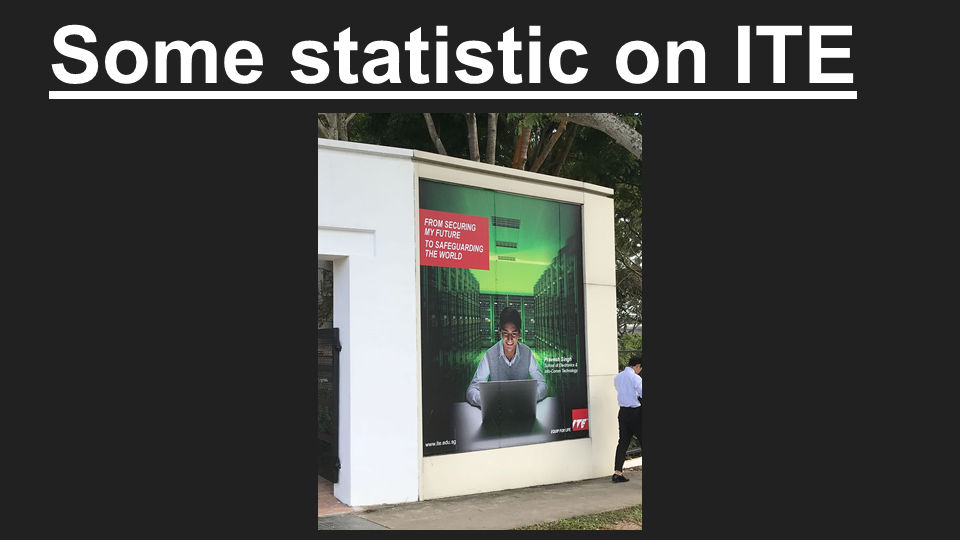 Some statistic on ITE
FROM SECURING
MY FUTURE
TO SAFEGUARDING
THE WORLD
Praveen Singh
School of Electronics &
Info-Comm Technology
EQUIP FOR LIFE
ITE
www.ite.edu.sg